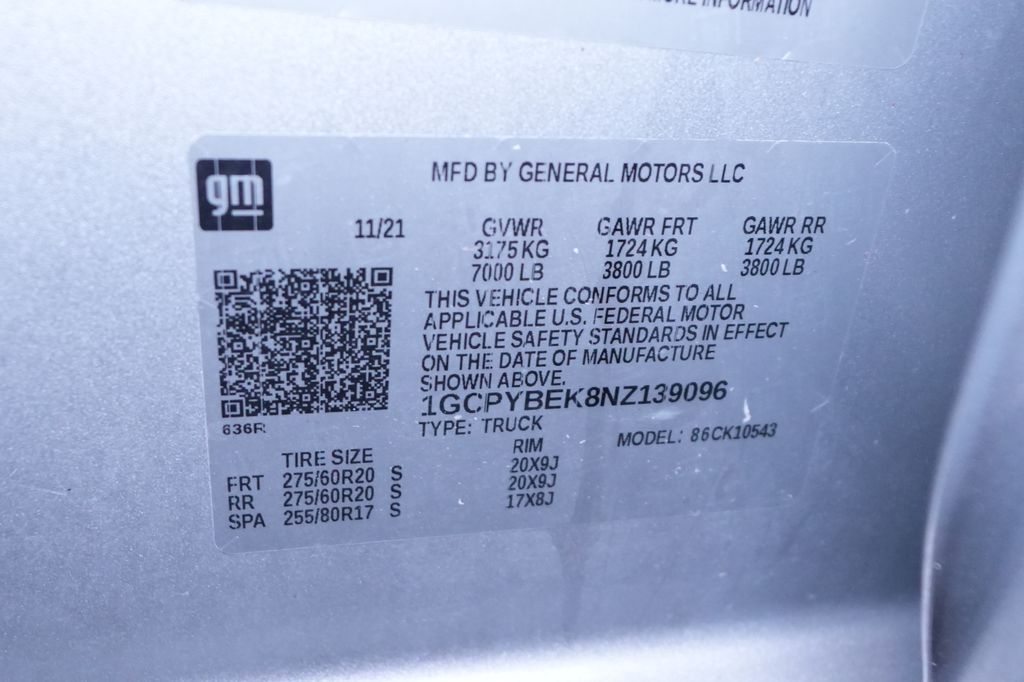 INFORMATION
gm
MFD BY GENERAL MOTORS LLC
11/21 GVWR GAWR FRT GAWR RR
3175 KG 1724 KG 1724 KG
7000 LB 3800 LB 3800 LB
THIS VEHICLE CONFORMS TO ALL
APPLICABLE U.S. FEDERAL MOTOR
VEHICLE SAFETY STANDARDS IN EFFECT
ON THE DATE OF MANUFACTURE
SHOWN ABOVE.
1GCPYBEK8NZ139096
636R
TYPE: TRUCK MODEL: 86CK10543
TIRE SIZE RIM
FRT 275/60R20 S 20X9J
RR 275/60R20 S 20X9J
SPA 255/80R17 S 17X8J